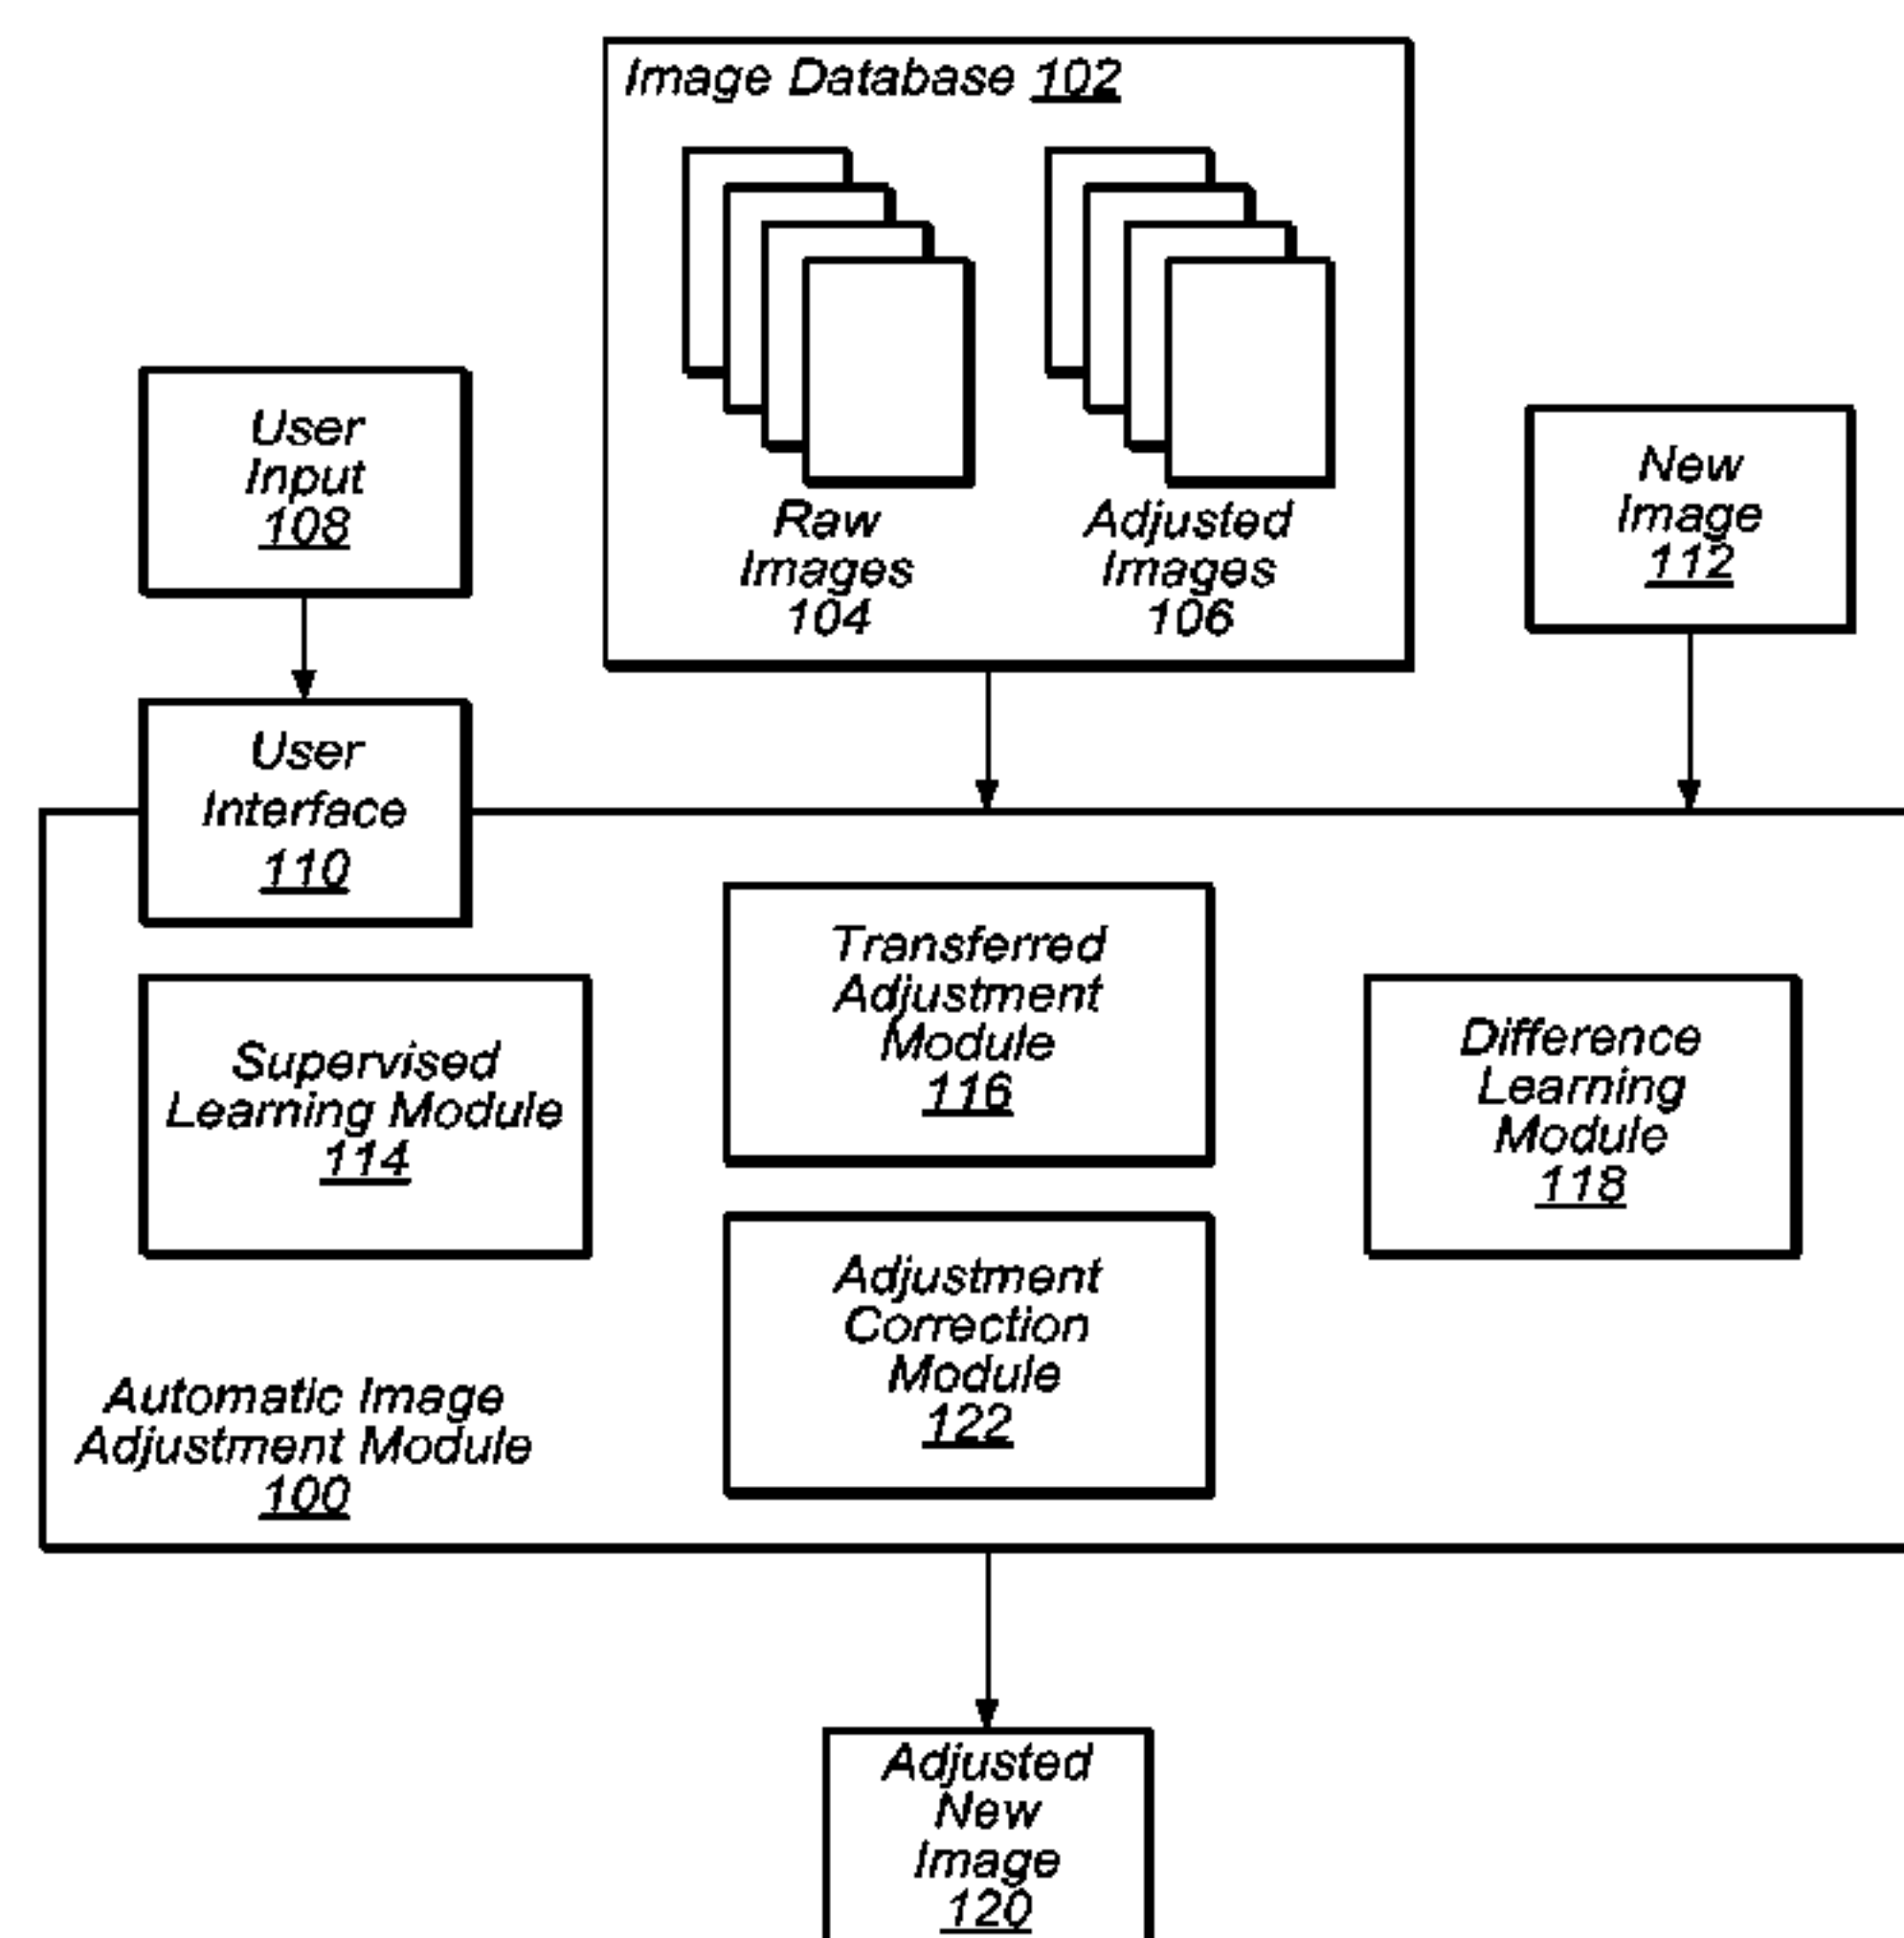 Image Database 102
Raw
Images
104
Adjusted
Images
106
User
Input
108
New
Image
112
User
Interface
110
Transferred
Adjustment
Module
116
Supervised
Learning Module
114
Difference
Learning
Module
118
Adjustment
Correction
Module
122
Automatic Image
Adjustment Module
100
Adjusted
New
Image
120